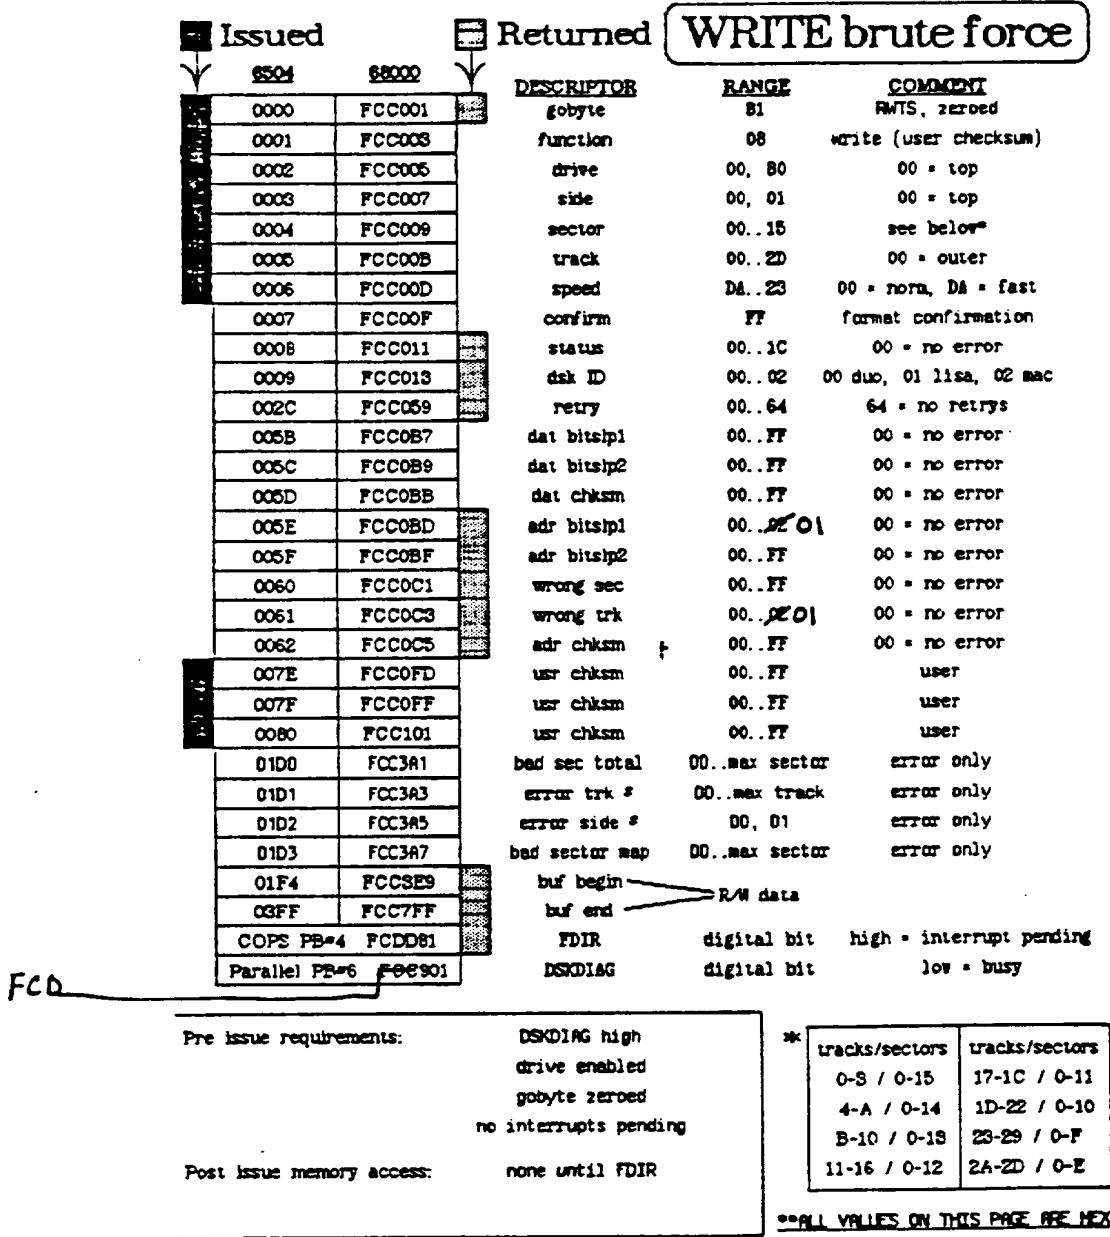 Issued Returned WRITE brute force
6504 68000 DESCRIPTOR RANGE COMMENT
0000 FCC001 gobyte 81 RWTS, zeroed
0001 FCC003 function 08 write (user checksum)
0002 FCC005 drive 00, 80 00 = top
0003 FCC007 side 00, 01 00 = top
0004 FCC009 sector 00..15 see below*
0005 FCC00B track 00..2D 00 = outer
0006 FCC00D speed DA..23 00 = norm, DA = fast
0007 FCC00F confirm FF format confirmation
0008 FCC011 status 00..1C 00 = no error
0009 FCC013 dsk ID 00..02 00 duo, 01 lisa, 02 mac
002C FCC059 retry 00..64 64 = no retrys
005B FCC0B7 dat bitslp1 00..FF 00 = no error
005C FCC0B9 dat bitslp2 00..FF 00 = no error
005D FCC0BB dat chksm 00..FF 00 = no error
005E FCC0BD adr bitslp1 00.. 01 00 = no error
005F FCC0BF adr bitslp2 00..FF 00 = no error
0060 FCC0C1 wrong sec 00..FF 00 = no error
0061 FCC0C3 wrong trk 00.. 01 00 = no error
0062 FCC0C5 adr chksm 00..FF 00 = no error
007E FCC0FD usr chksm 00..FF user
007F FCC0FF usr chksm 00..FF user
0080 FCC101 usr chksm 00..FF user
01D0 FCC3A1 bad sec total 00..max sector error only
01D1 FCC3A3 error trk # 00..max track error only
01D2 FCC3A5 error side # 00, 01 error only
01D3 FCC3A7 bad sector map 00..max sector error only
01F4 FCC3E9 buf begin
R/W data
03FF FCC7FF buf end
COPS PB=4 FCDD81 FDIR digital bit high = interrupt pending
Parallel PB=6 FCC901 DSKDIAG digital bit low = busy
FCD
Pre issue requirements: DSKDIAG high
drive enabled
gobyte zeroed
no interrupts pending
Post issue memory access: none until FDIR
* tracks/sectors tracks/sectors
0-3 / 0-15 17-1C / 0-11
4-A / 0-14 1D-22 / 0-10
B-10 / 0-13 23-29 / 0-F
11-16 / 0-12 2A-2D / 0-E
**ALL VALUES ON THIS PAGE ARE HEX